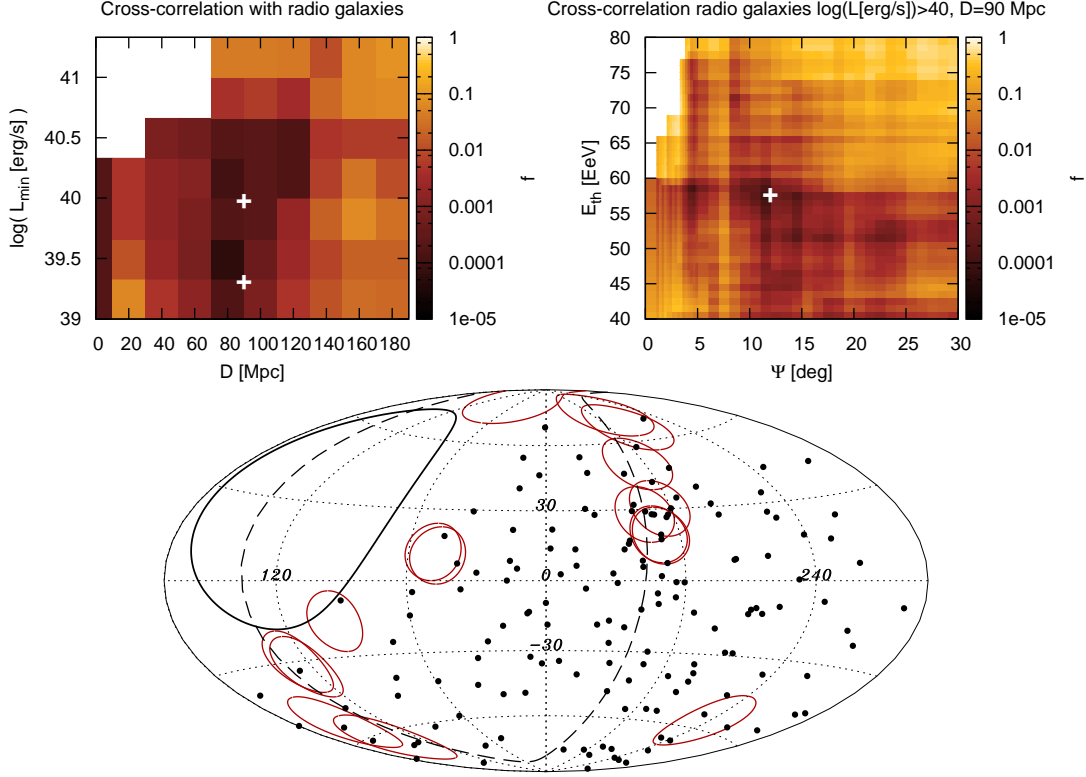 Cross-correlation with radio galaxies
41
40.5
40
39.5
39
log( L_min [erg/s] )
0 20 40 60 80 100 120 140 160 180
D [Mpc]
1
0.1
0.01
0.001
0.0001
1e-05
f
Cross-correlation radio galaxies log(L[erg/s])>40, D=90 Mpc
80
75
70
65
60
55
50
45
40
E_th [EeV]
0 5 10 15 20 25 30
Ψ [deg]
1
0.1
0.01
0.001
0.0001
1e-05
f
30
120 0 240
−30